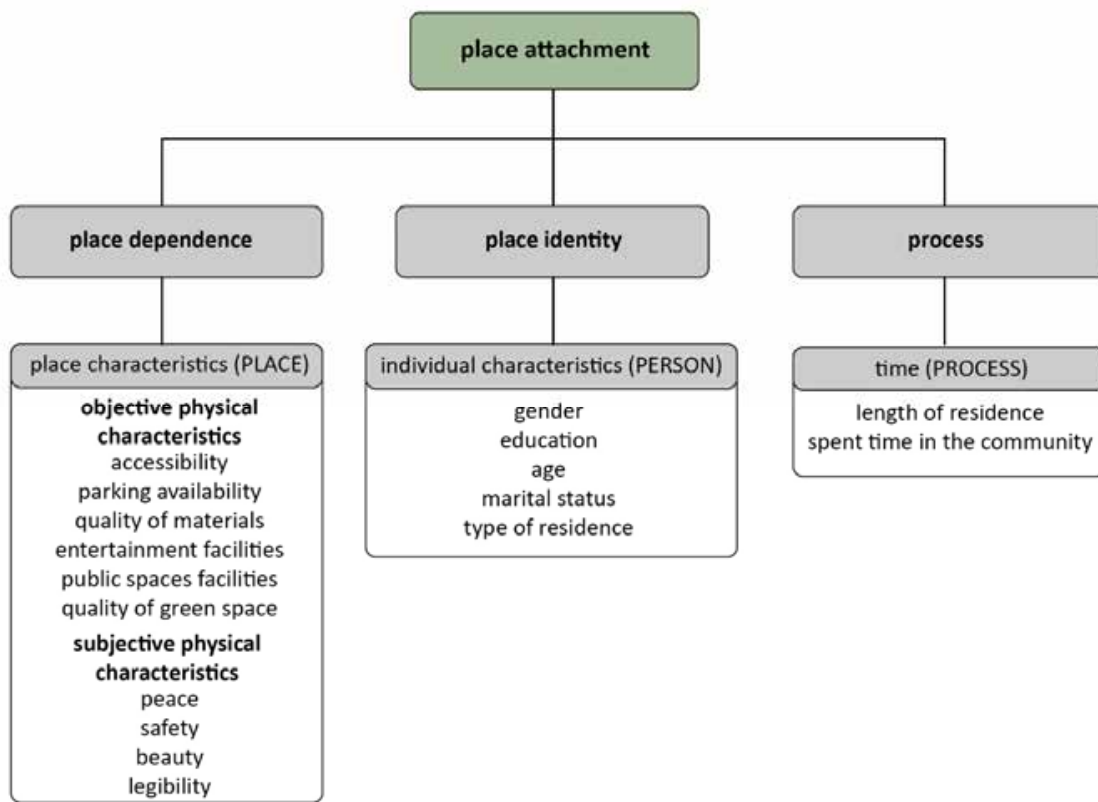 place attachment
place dependence
place identity
process
place characteristics (PLACE)
objective physical
characteristics
accessibility
parking availability
quality of materials
entertainment facilities
public spaces facilities
quality of green space
subjective physical
characteristics
peace
safety
beauty
legibility
individual characteristics (PERSON)
gender
education
age
marital status
type of residence
time (PROCESS)
length of residence
spent time in the community